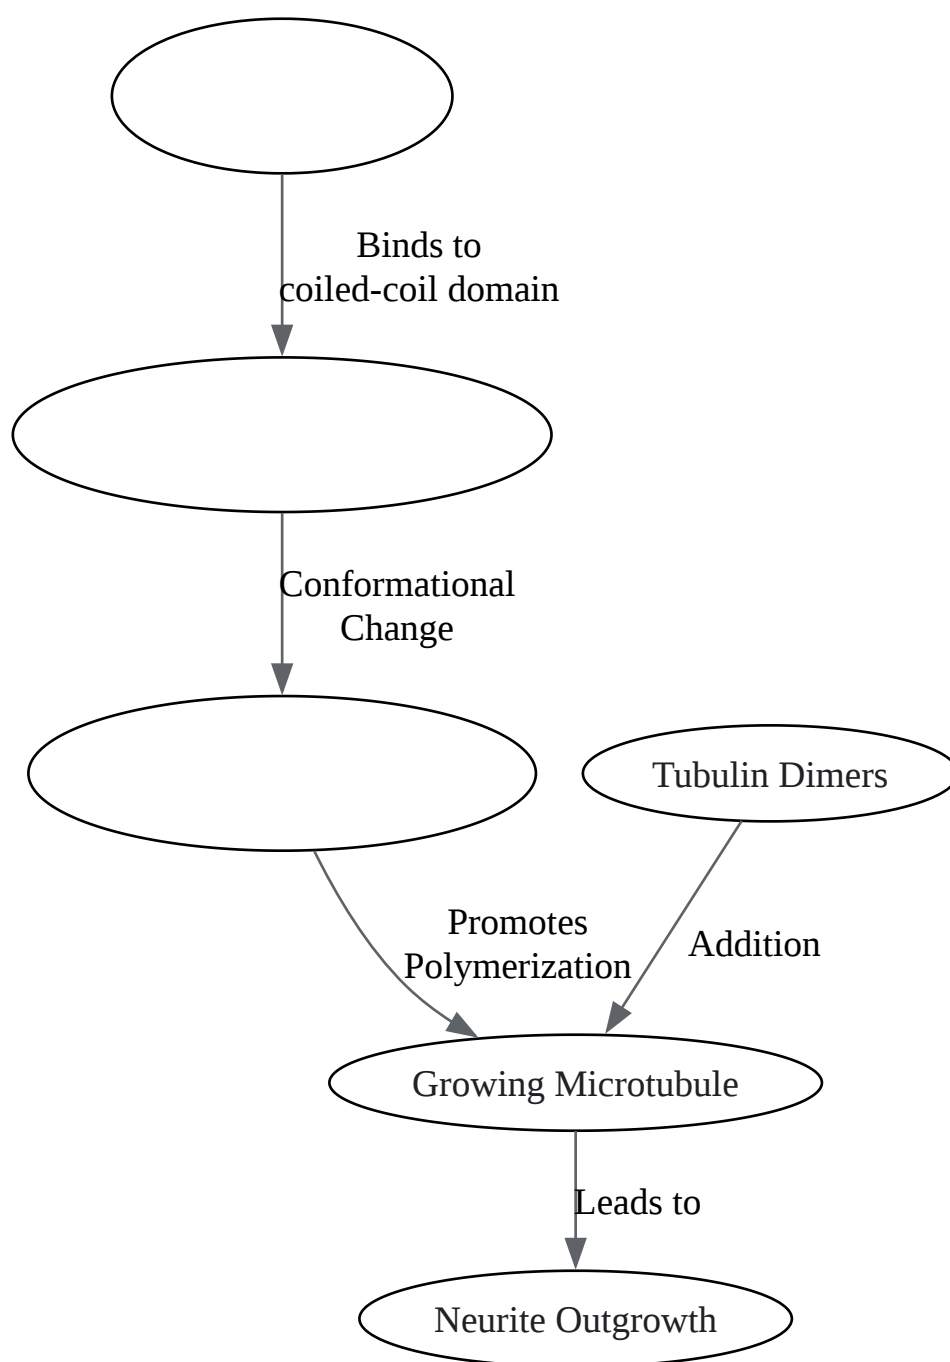 Binds to
coiled-coil domain
Conformational
Change
Tubulin Dimers
Promotes
Polymerization
Addition
Growing Microtubule
Leads to
Neurite Outgrowth